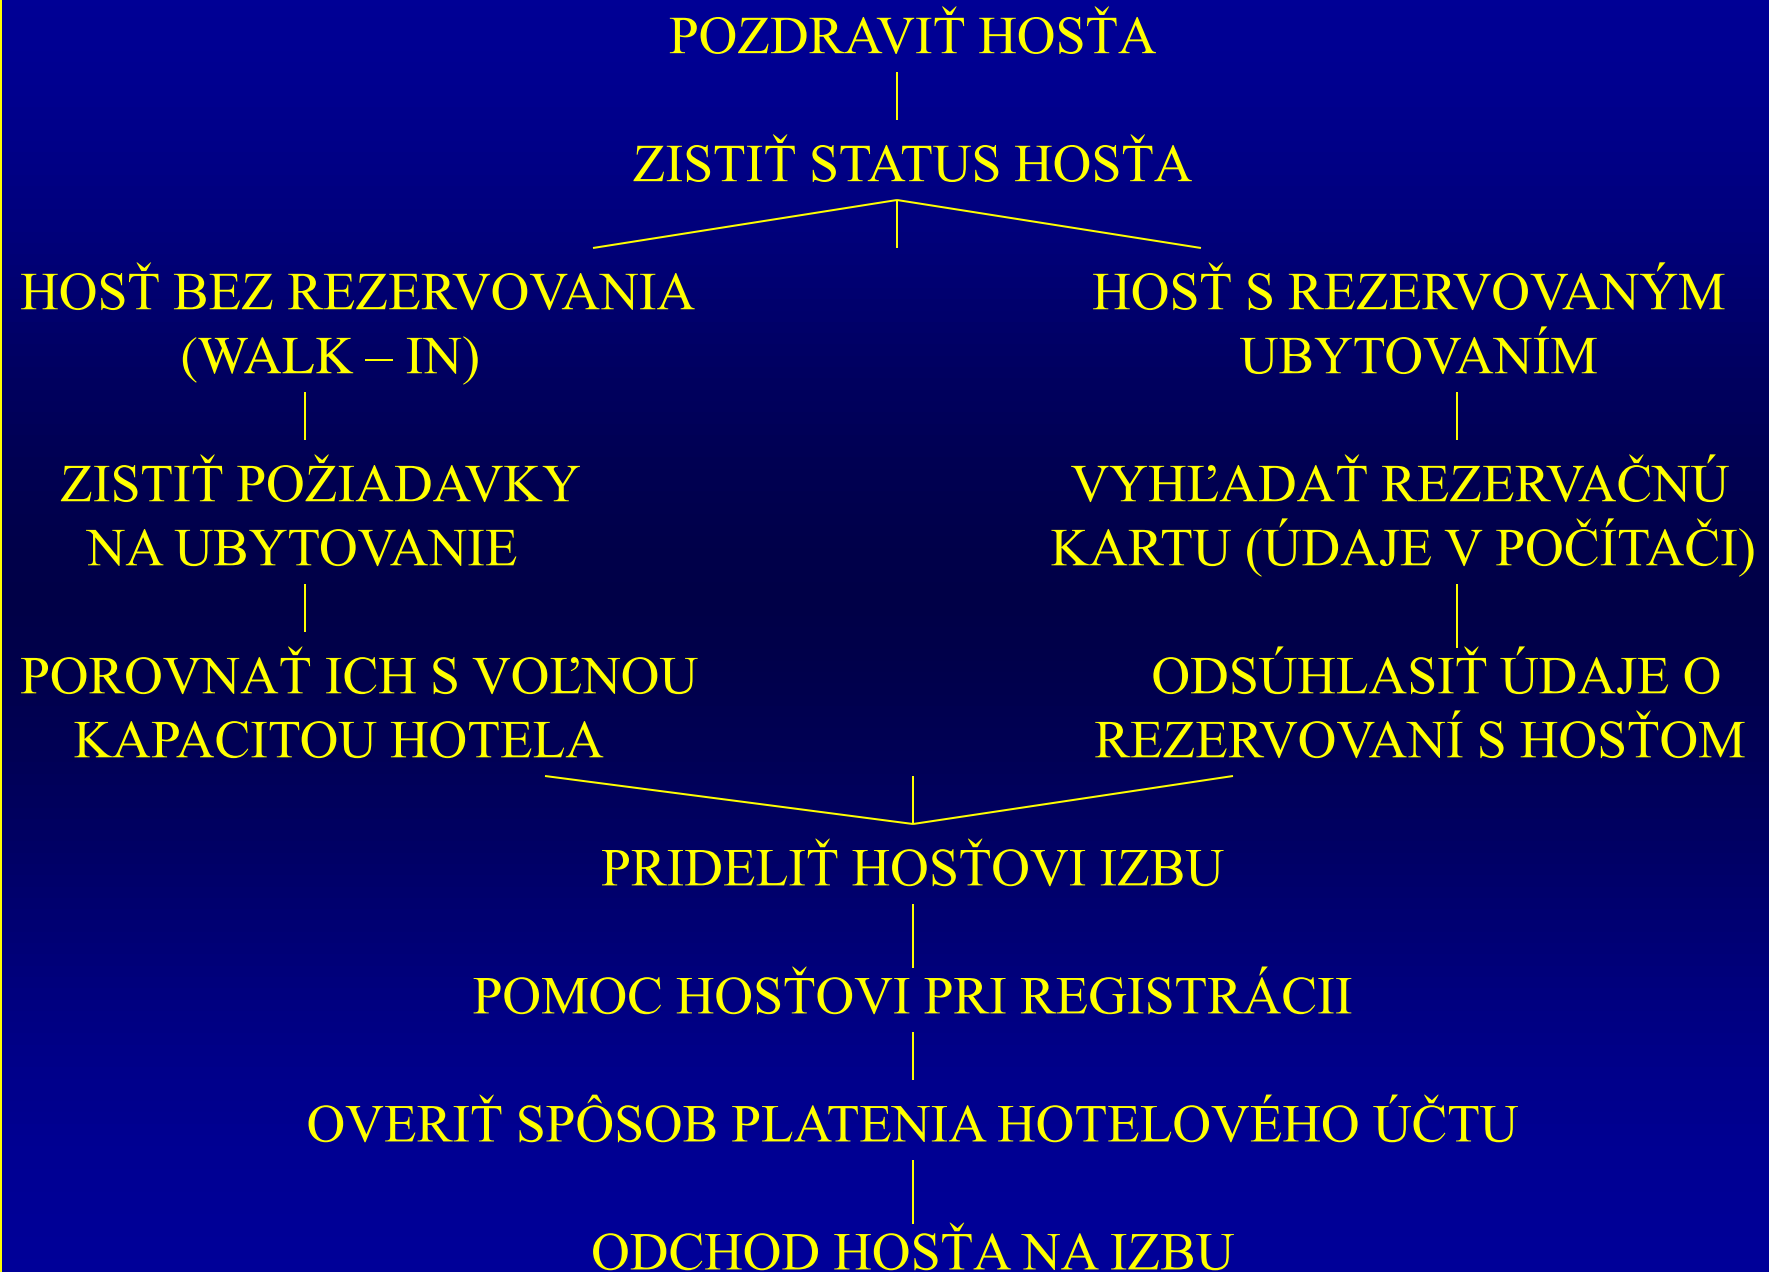 POZDRAVIŤ HOSŤA
ZISTIŤ STATUS HOSŤA
HOSŤ BEZ REZERVOVANIA
(WALK – IN)
HOSŤ S REZERVOVANÝM
UBYTOVANÍM
ZISTIŤ POŽIADAVKY
NA UBYTOVANIE
VYHĽADAŤ REZERVAČNÚ
KARTU (ÚDAJE V POČÍTAČI)
POROVNAŤ ICH S VOĽNOU
KAPACITOU HOTELA
ODSÚHLASIŤ ÚDAJE O
REZERVOVANÍ S HOSŤOM
PRIDELIŤ HOSŤOVI IZBU
POMOC HOSŤOVI PRI REGISTRÁCII
OVERIŤ SPÔSOB PLATENIA HOTELOVÉHO ÚČTU
ODCHOD HOSŤA NA IZBU